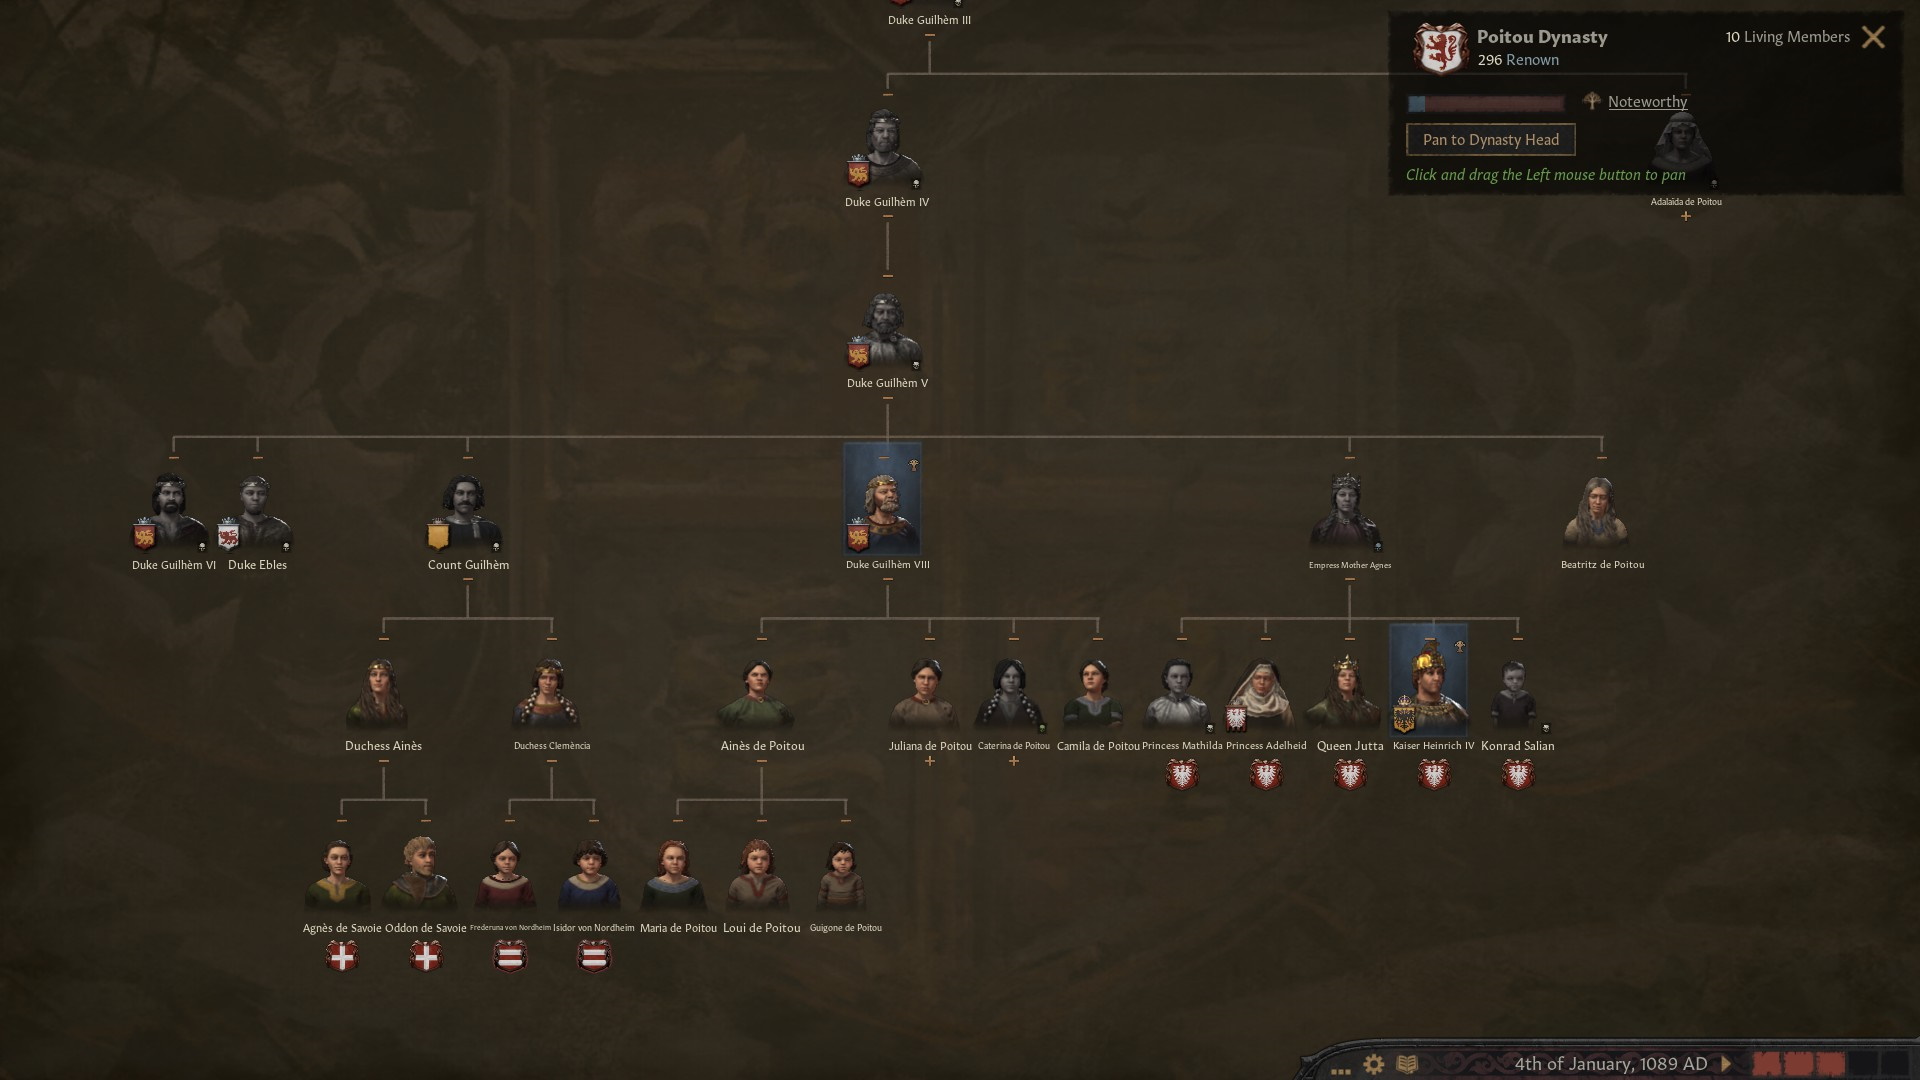 Duke Guilhèm III
Poitou Dynasty
10 Living Members
296 Renown
Noteworthy
Pan to Dynasty Head
Click and drag the Left mouse button to pan
Duke Guilhèm IV
Adalaïda de Poitou
Duke Guilhèm V
Duke Guilhèm VI
Duke Ebles
Count Guilhèm
Duke Guilhèm VIII
Empress Mother Agnes
Beatritz de Poitou
Duchess Ainès
Duchess Clemència
Ainès de Poitou
Juliana de Poitou
Caterina de Poitou
Camila de Poitou
Princess Mathilda
Princess Adelheid
Queen Jutta
Kaiser Heinrich IV
Konrad Salian
Agnès de Savoie
Oddon de Savoie
Frederuna von Nordheim
Isidor von Nordheim
Maria de Poitou
Loui de Poitou
Guigone de Poitou
4th of January, 1089 AD